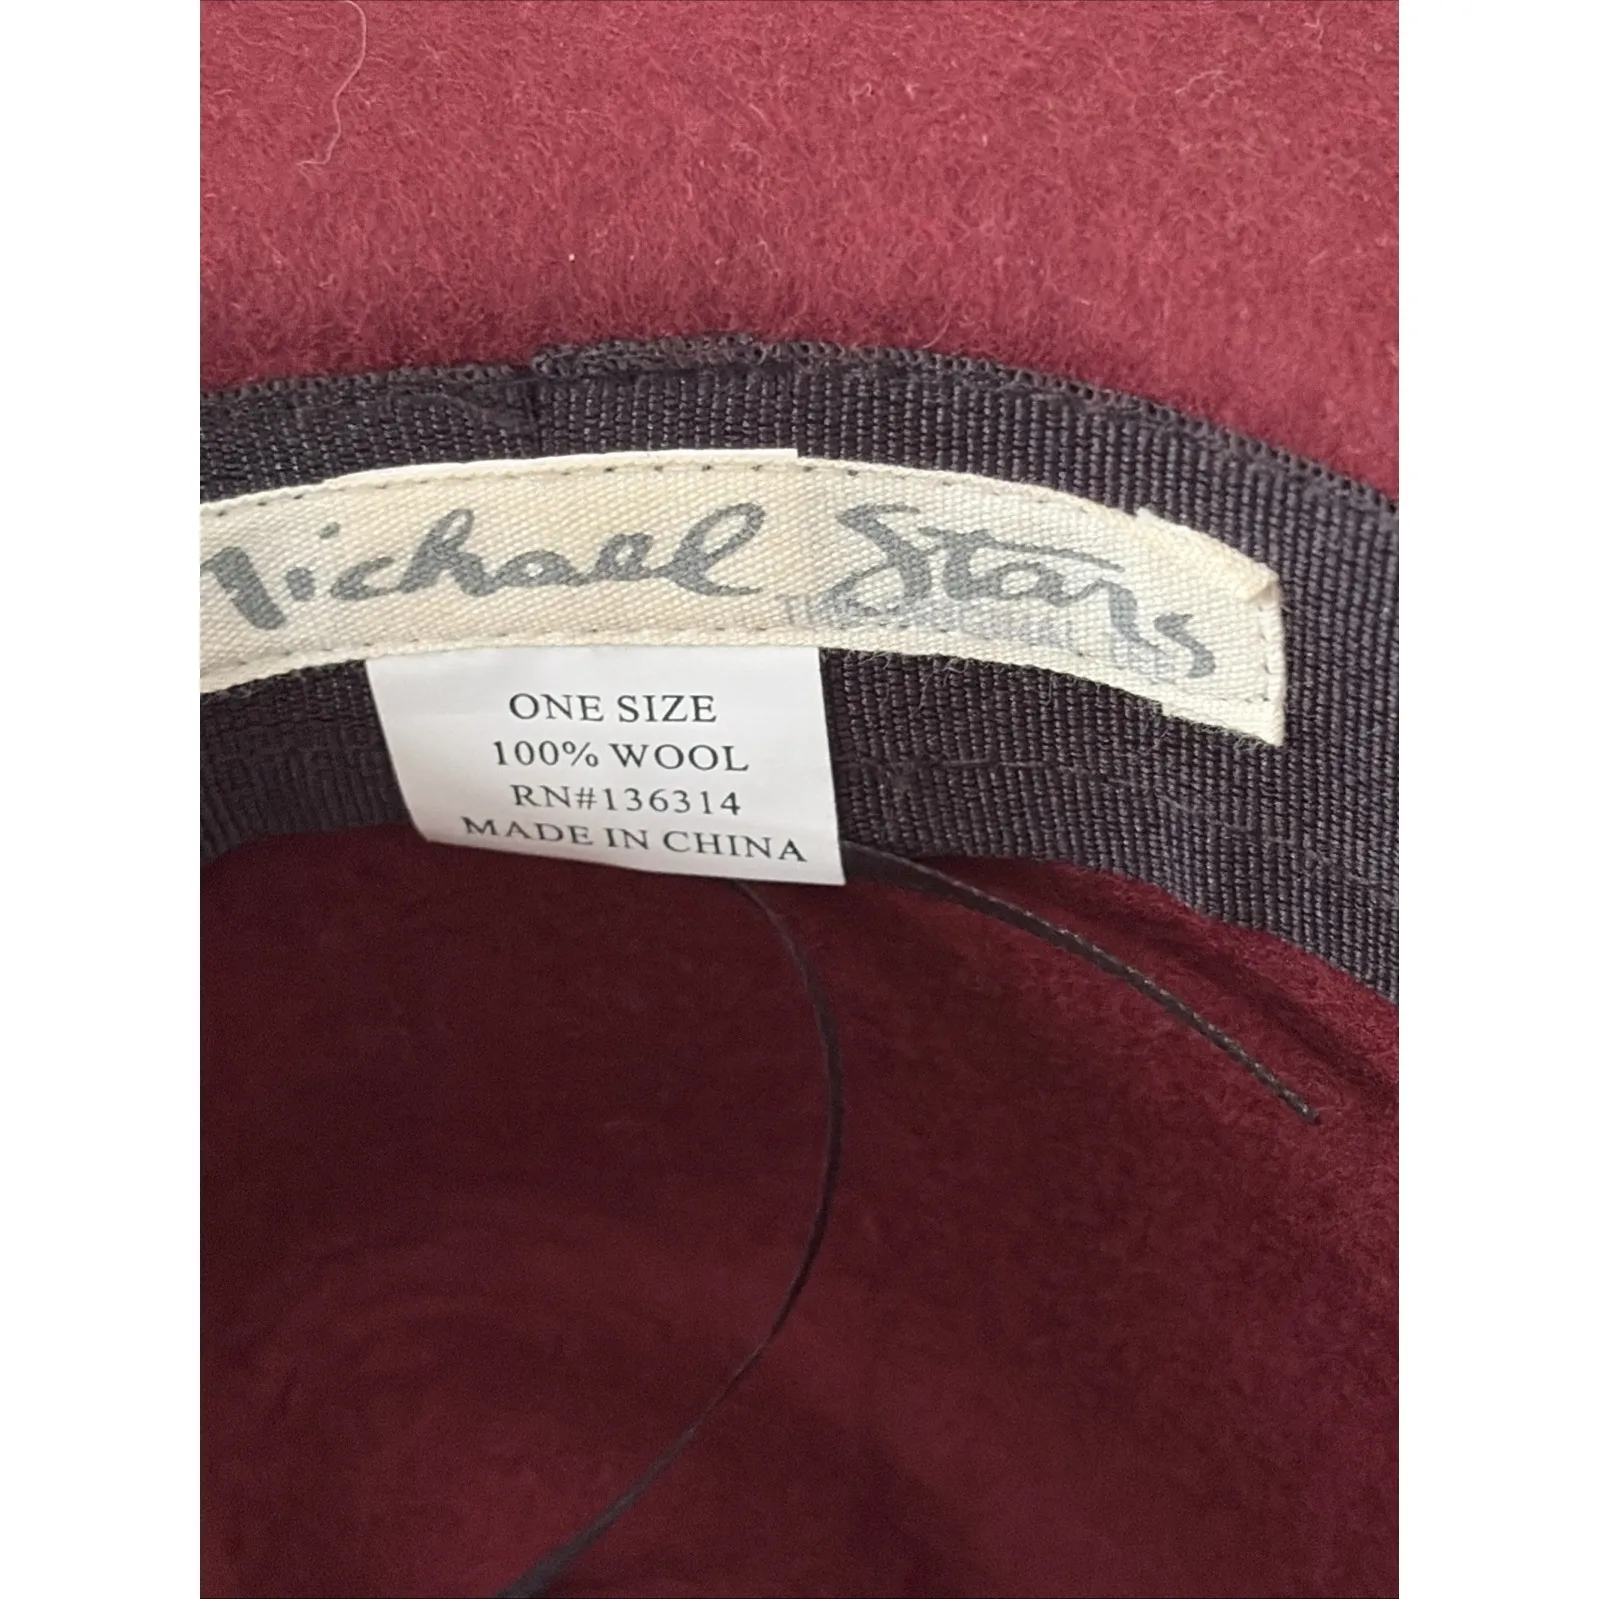 Michael Stars
ONE SIZE
100% WOOL
RN#136314
MADE IN CHINA